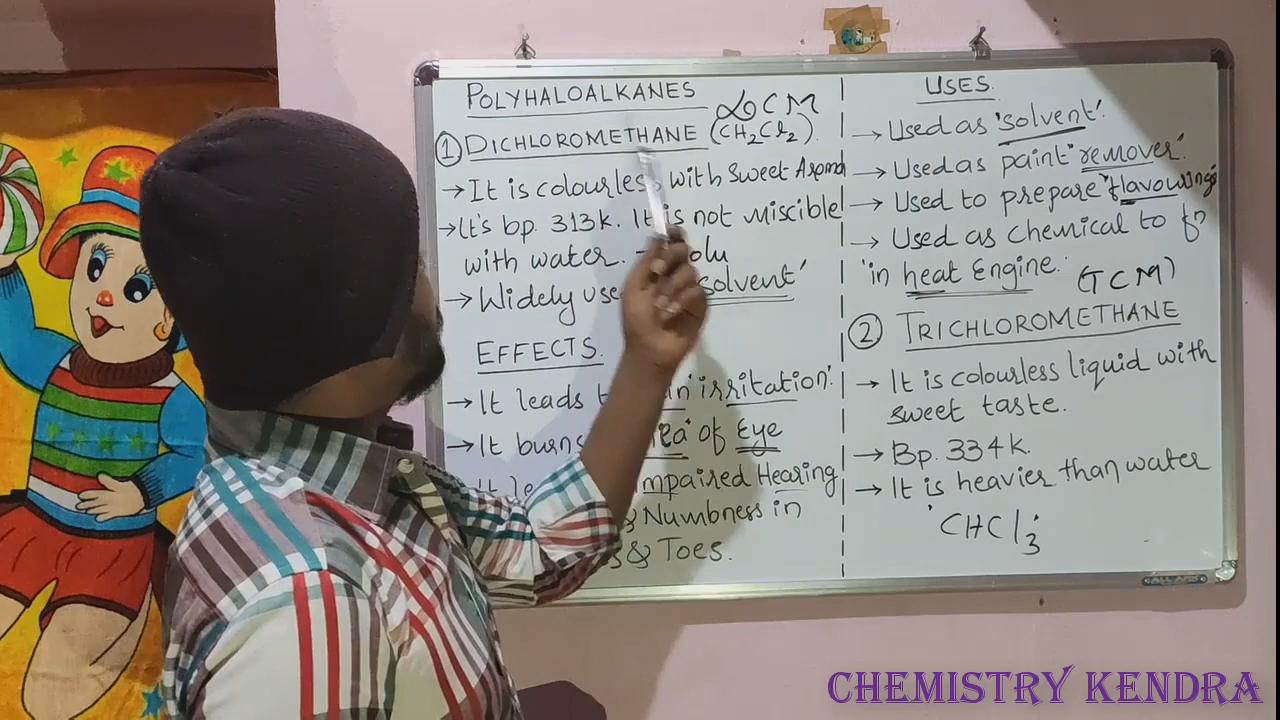 POLYHALOALKANES
DCM
① DICHLOROMETHANE (CH2Cl2)
→ It is colourless with Sweet Aroma
→ It's bp. 313K. It is not miscible
with water.
→ Widely use 'solvent'
EFFECTS.
→ It leads irritation'.
→ It burns of Eye
Impaired Hearing
& Numbness in
& Toes.
USES.
→ Used as 'solvent'.
→ Used as paint "remover'.
→ Used to prepare "flavourings
→ Used as Chemical to
'in heat Engine.'
(TCM)
② TRICHLOROMETHANE
→ It is colourless liquid with
sweet taste.
→ Bp. 334K.
→ It is heavier than water
'CHCl3'
CHEMISTRY KENDRA